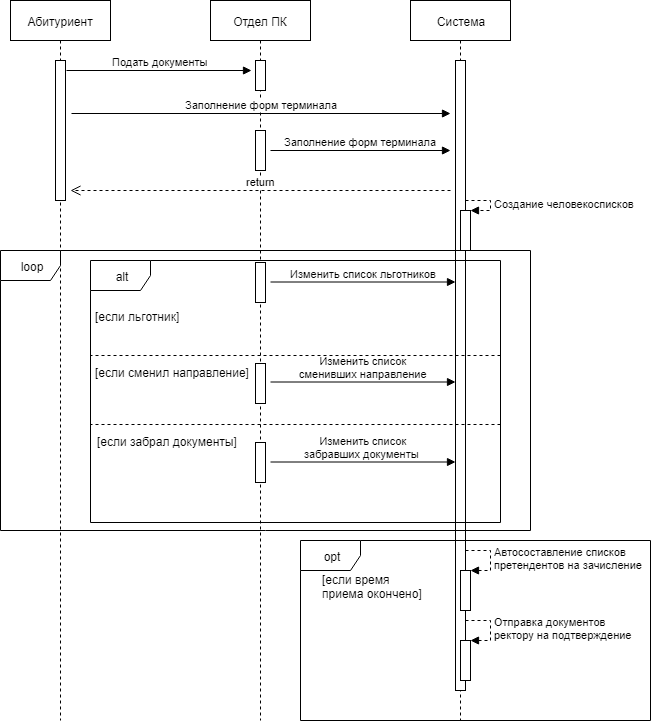 Абитуриент
Отдел ПК
Система
Подать документы
Заполнение форм терминала
Заполнение форм терминала
return
Создание человекосписков
loop
alt
Изменить список льготников
[если льготник]
Изменить список
сменивших направление
[если сменил направление]
Изменить список
забравших документы
[если забрал документы]
opt
Автосоставление списков
претендентов на зачисление
[если время
приема окончено]
Отправка документов
ректору на подтверждение